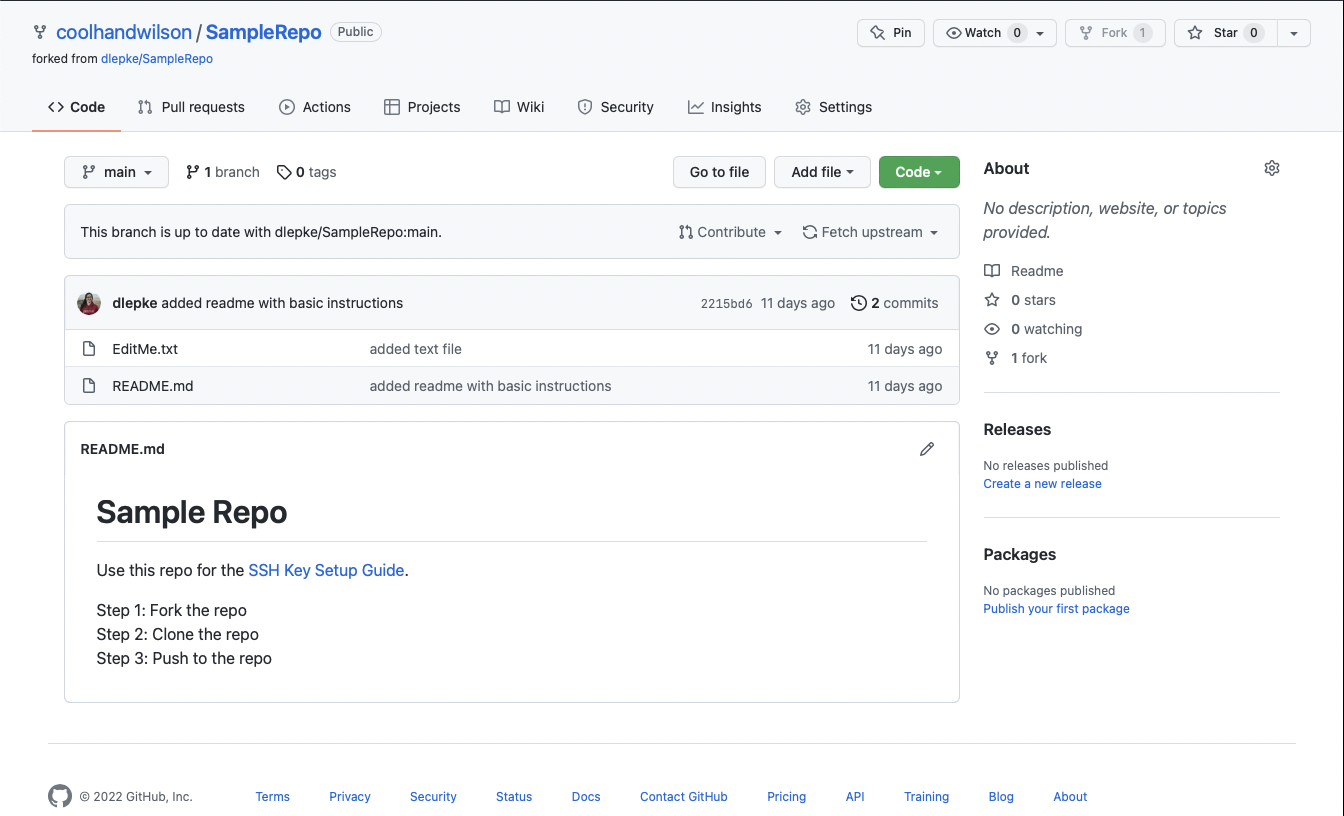 coolhandwilson / SampleRepo Public
Pin Watch 0 Fork 1 Star 0
forked from dlepke/SampleRepo
Code Pull requests Actions Projects Wiki Security Insights Settings
main 1 branch 0 tags Go to file Add file Code
This branch is up to date with dlepke/SampleRepo:main. Contribute Fetch upstream
dlepke added readme with basic instructions 2215bd6 11 days ago 2 commits
EditMe.txt added text file 11 days ago
README.md added readme with basic instructions 11 days ago
README.md
Sample Repo
Use this repo for the SSH Key Setup Guide.
Step 1: Fork the repo
Step 2: Clone the repo
Step 3: Push to the repo
About
No description, website, or topics
provided.
Readme
0 stars
0 watching
1 fork
Releases
No releases published
Create a new release
Packages
No packages published
Publish your first package
© 2022 GitHub, Inc. Terms Privacy Security Status Docs Contact GitHub Pricing API Training Blog About